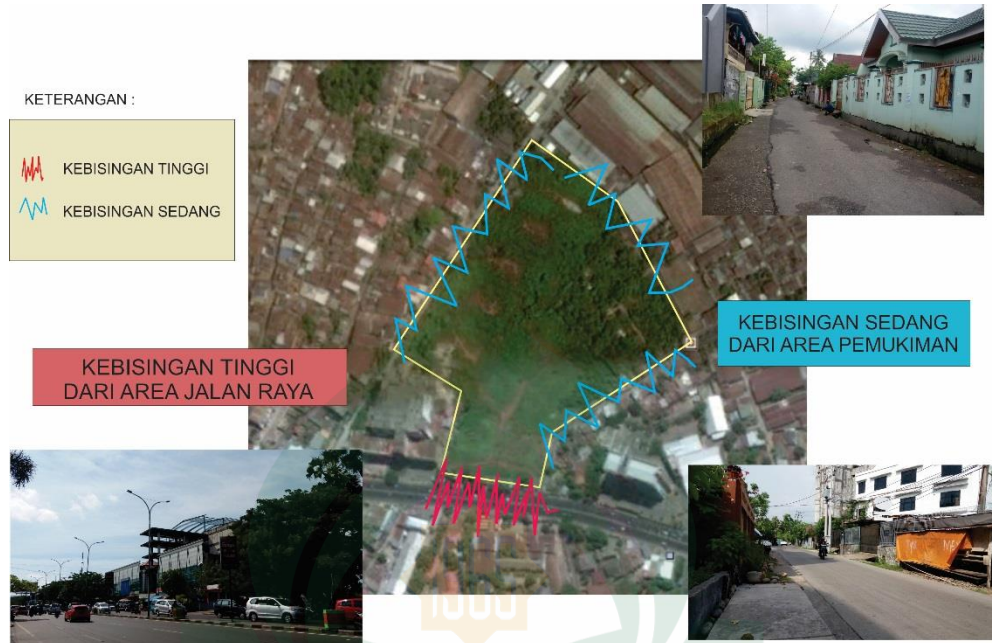 KETERANGAN :
KEBISINGAN TINGGI
KEBISINGAN SEDANG
KEBISINGAN TINGGI
DARI AREA JALAN RAYA
KEBISINGAN SEDANG
DARI AREA PEMUKIMAN